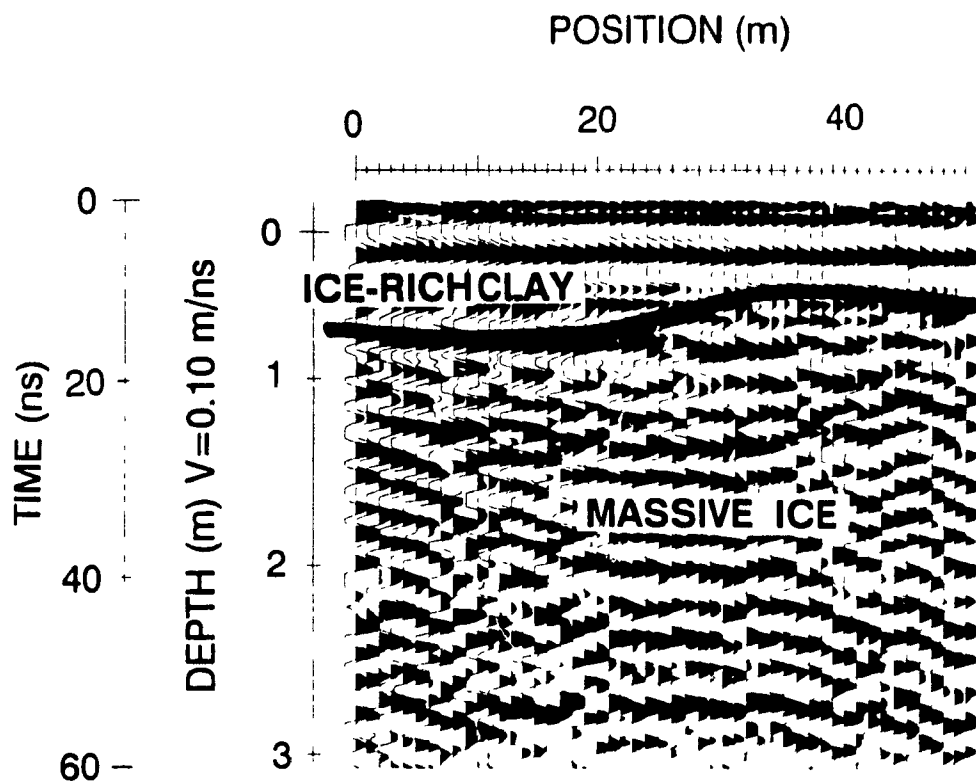 POSITION (m)
0 20 40
0
0
ICE-RICH CLAY
1
20
MASSIVE ICE
2
40
3
60
TIME (ns)
DEPTH (m) V=0.10 m/ns